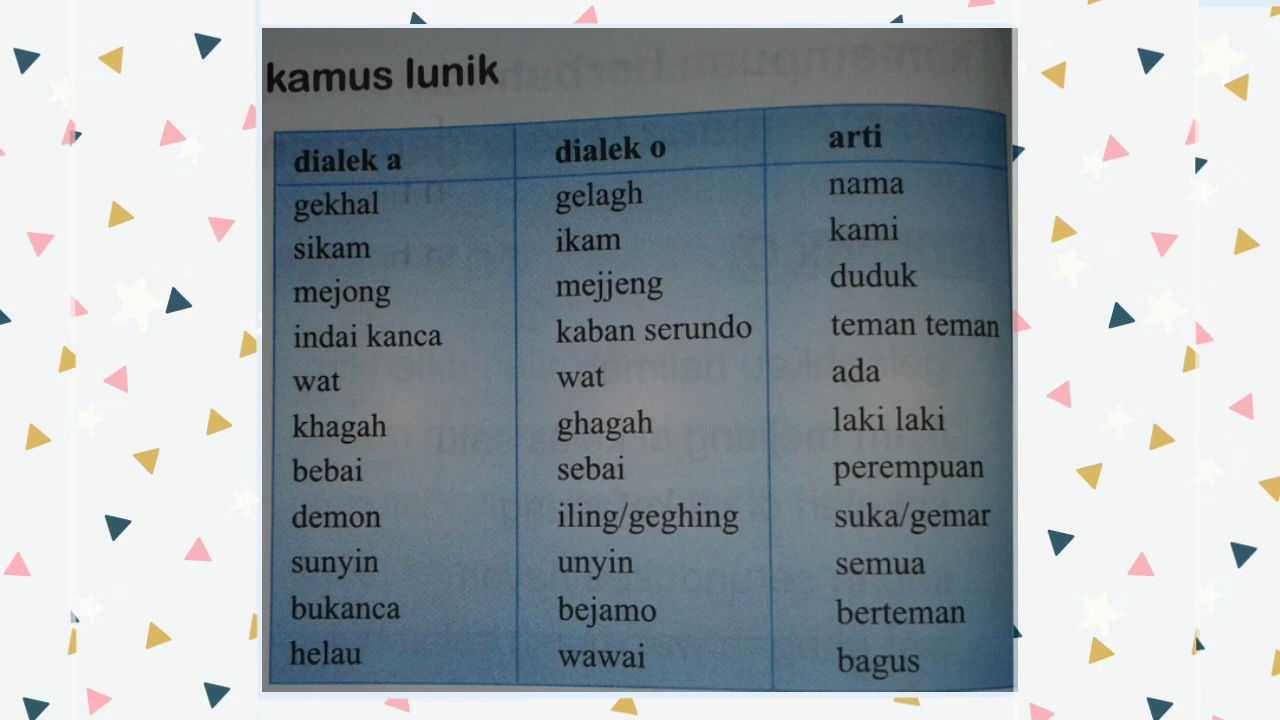 kamus lunik
dialek a dialek o arti
gekhal gelagh nama
sikam ikam kami
mejong mejjeng duduk
indai kanca kaban serundo teman teman
wat wat ada
khagah ghagah laki laki
bebai sebai perempuan
demon iling/geghing suka/gemar
sunyin unyin semua
bukanca bejamo berteman
helau wawai bagus